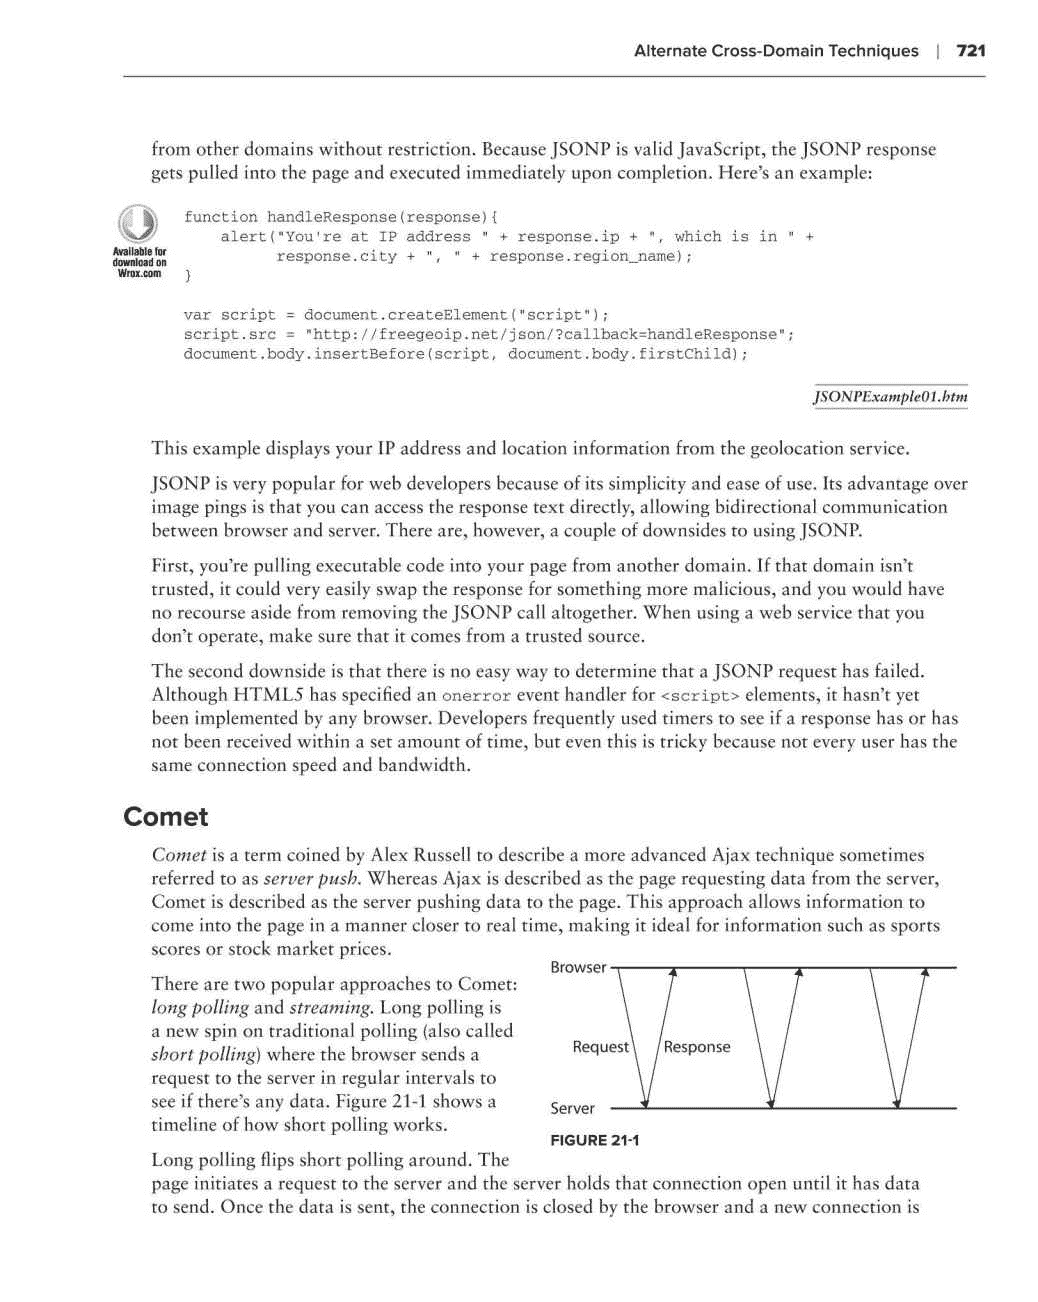 Alternate Cross-Domain Techniques | 721
from other domains without restriction. Because JSONP is valid JavaScript, the JSONP response
gets pulled into the page and executed immediately upon completion. Here's an example:
Available for
download on
Wrox.com
function handleResponse(response){
    alert("You're at IP address " + response.ip + ", which is in " +
          response.city + ", " + response.region_name);
}
var script = document.createElement("script");
script.src = "http://freegeoip.net/json/?callback=handleResponse";
document.body.insertBefore(script, document.body.firstChild);
JSONPExample01.htm
This example displays your IP address and location information from the geolocation service.
JSONP is very popular for web developers because of its simplicity and ease of use. Its advantage over
image pings is that you can access the response text directly, allowing bidirectional communication
between browser and server. There are, however, a couple of downsides to using JSONP.
First, you're pulling executable code into your page from another domain. If that domain isn't
trusted, it could very easily swap the response for something more malicious, and you would have
no recourse aside from removing the JSONP call altogether. When using a web service that you
don't operate, make sure that it comes from a trusted source.
The second downside is that there is no easy way to determine that a JSONP request has failed.
Although HTML5 has specified an onerror event handler for <script> elements, it hasn't yet
been implemented by any browser. Developers frequently used timers to see if a response has or has
not been received within a set amount of time, but even this is tricky because not every user has the
same connection speed and bandwidth.
Comet
Comet is a term coined by Alex Russell to describe a more advanced Ajax technique sometimes
referred to as server push. Whereas Ajax is described as the page requesting data from the server,
Comet is described as the server pushing data to the page. This approach allows information to
come into the page in a manner closer to real time, making it ideal for information such as sports
scores or stock market prices.
There are two popular approaches to Comet:
long polling and streaming. Long polling is
a new spin on traditional polling (also called
short polling) where the browser sends a
request to the server in regular intervals to
see if there's any data. Figure 21-1 shows a
timeline of how short polling works.
Browser
Request
Response
Server
FIGURE 21-1
Long polling flips short polling around. The
page initiates a request to the server and the server holds that connection open until it has data
to send. Once the data is sent, the connection is closed by the browser and a new connection is